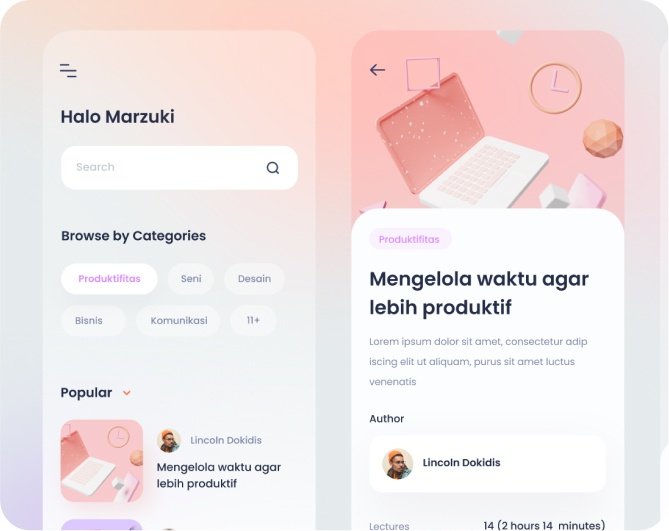 Halo Marzuki
Search
Browse by Categories
Produktifitas
Seni
Desain
Bisnis
Komunikasi
11+
Popular
Lincoln Dokidis
Mengelola waktu agar
lebih produktif
Produktifitas
Mengelola waktu agar
lebih produktif
Lorem ipsum dolor sit amet, consectetur adip
iscing elit ut aliquam, purus sit amet luctus
venenatis
Author
Lincoln Dokidis
Lectures
14 (2 hours 14 minutes)